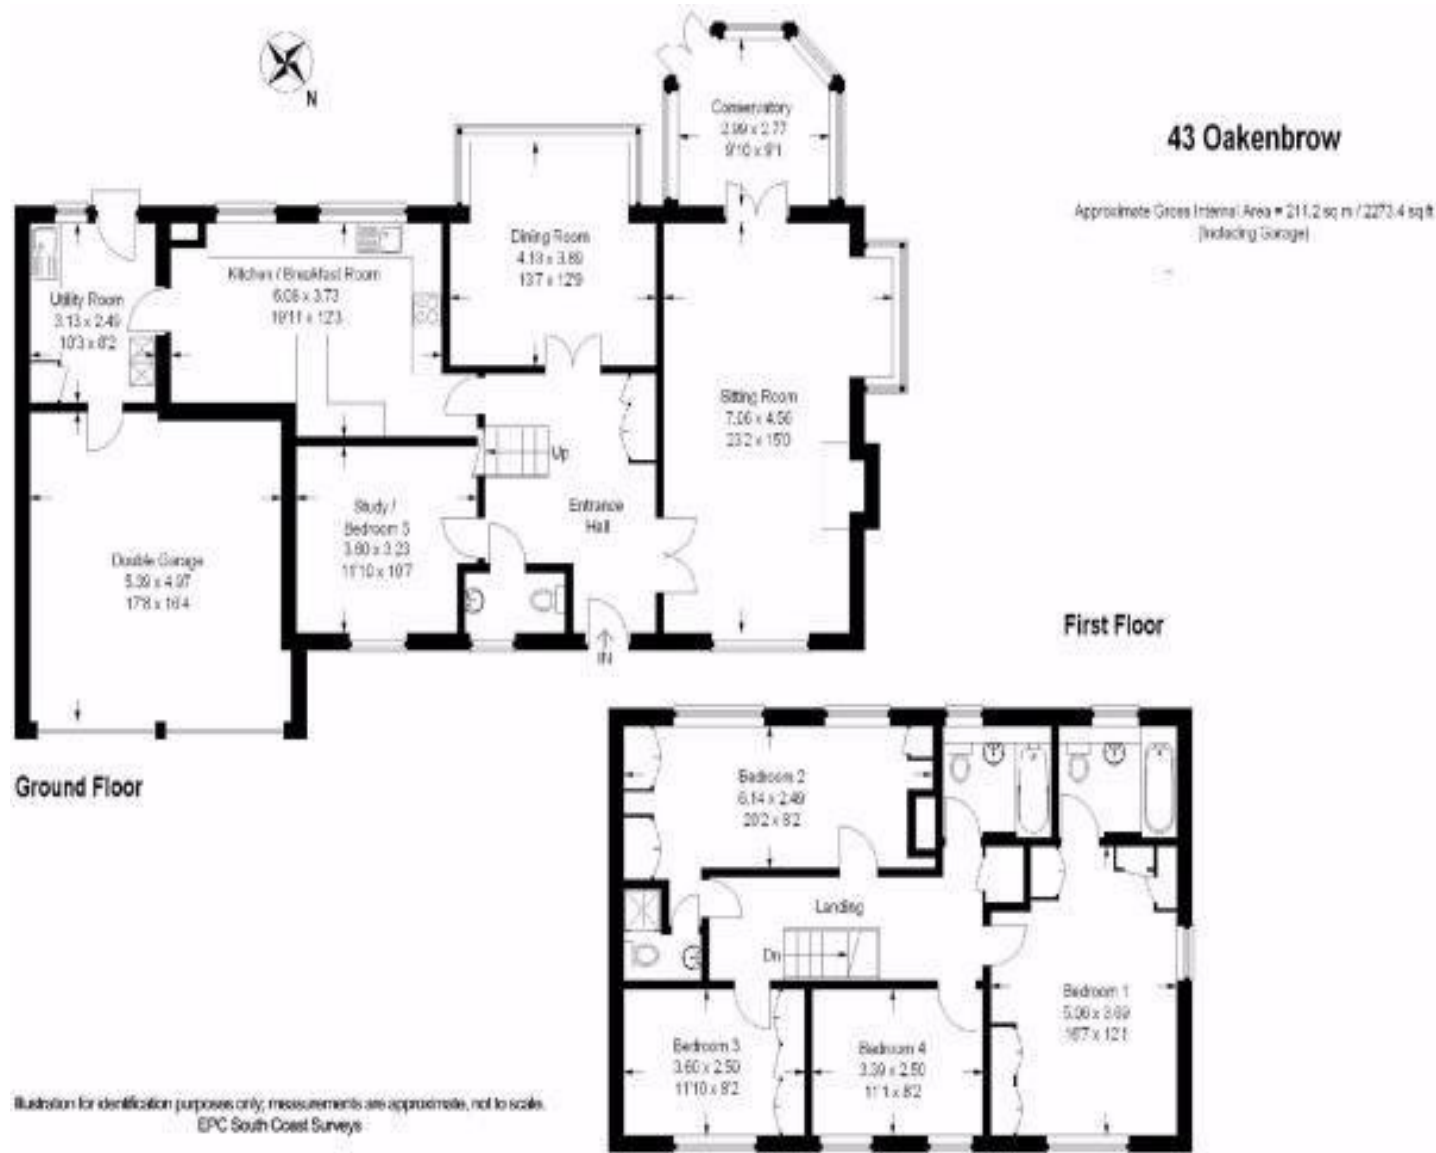 N
43 Oakenbrow
Approximate Gross Internal Area = 211.2 sq m / 2273.4 sq ft
(Including Garage)
Conservatory
2.99 x 2.77
9'10 x 9'1
Dining Room
4.13 x 3.89
13'7 x 12'9
Kitchen / Breakfast Room
6.08 x 3.73
19'11 x 12'3
Utility Room
3.13 x 2.49
10'3 x 8'2
Sitting Room
7.06 x 4.56
23'2 x 15'0
Up
Entrance
Hall
Study /
Bedroom 5
3.60 x 3.23
11'10 x 10'7
Double Garage
5.39 x 4.97
17'8 x 16'4
IN
Ground Floor
First Floor
Bedroom 2
6.14 x 2.49
20'2 x 8'2
Landing
Dn
Bedroom 1
5.06 x 3.69
16'7 x 12'1
Bedroom 3
3.60 x 2.50
11'10 x 8'2
Bedroom 4
3.39 x 2.50
11'1 x 8'2
Illustration for identification purposes only, measurements are approximate, not to scale.
EPC South Coast Surveys